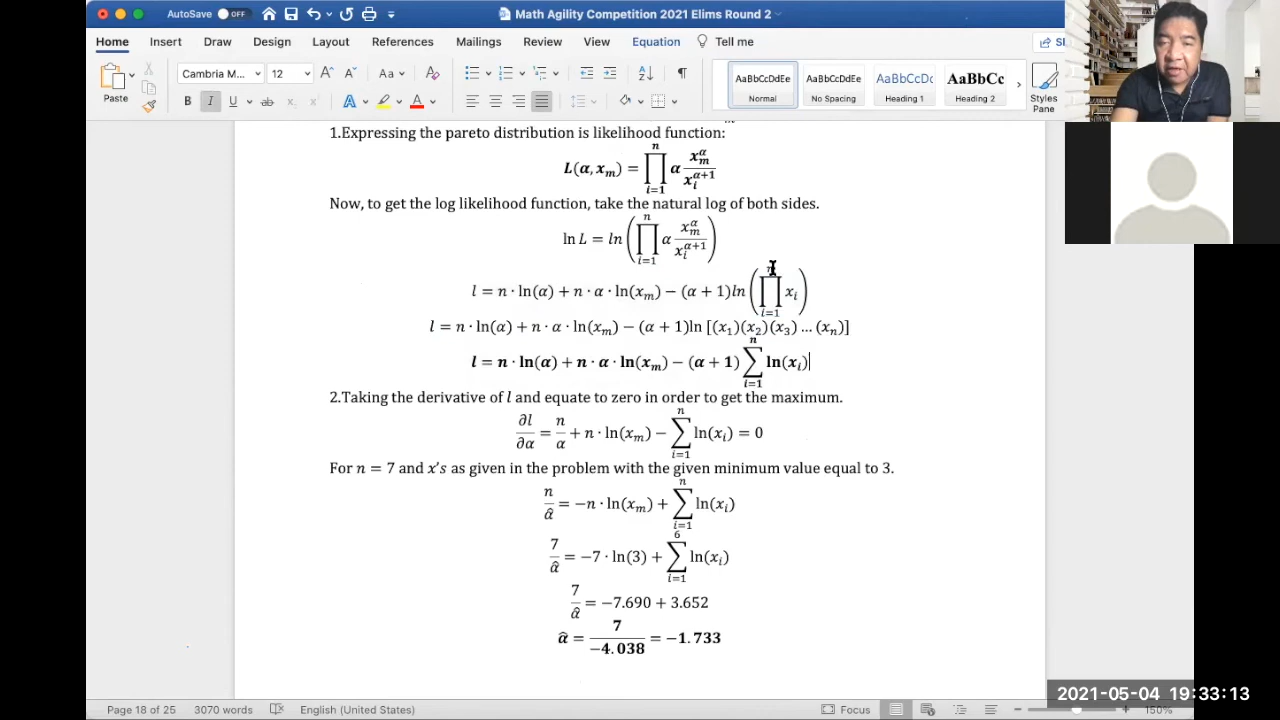 AutoSave OFF Math Agility Competition 2021 Elims Round 2
Home Insert Draw Design Layout References Mailings Review View Equation Tell me
Paste
Cambria M... 12
AaBbCcDdEe AaBbCcDdEe AaBbCcDc AaBbCc
Normal No Spacing Heading 1 Heading 2 Styles Pane
1.Expressing the pareto distribution is likelihood function:
L(α, x_m) = ∏_{i=1}^{n} α x_m^α / x_i^{α+1}
Now, to get the log likelihood function, take the natural log of both sides.
ln L = ln (∏_{i=1}^{n} α x_m^α / x_i^{α+1})
l = n · ln(α) + n · α · ln(x_m) − (α + 1)ln (∏_{i=1}^{n} x_i)
l = n · ln(α) + n · α · ln(x_m) − (α + 1)ln [(x_1)(x_2)(x_3) … (x_n)]
l = n · ln(α) + n · α · ln(x_m) − (α + 1) ∑_{i=1}^{n} ln(x_i)
2.Taking the derivative of l and equate to zero in order to get the maximum.
∂l/∂α = n/α + n · ln(x_m) − ∑_{i=1}^{n} ln(x_i) = 0
For n = 7 and x's as given in the problem with the given minimum value equal to 3.
n/α̂ = −n · ln(x_m) + ∑_{i=1}^{n} ln(x_i)
7/α̂ = −7 · ln(3) + ∑_{i=1}^{6} ln(x_i)
7/α̂ = −7.690 + 3.652
α̂ = 7/−4.038 = −1.733
2021-05-04 19:33:13
Page 18 of 25 3070 words English (United States) Focus 150%